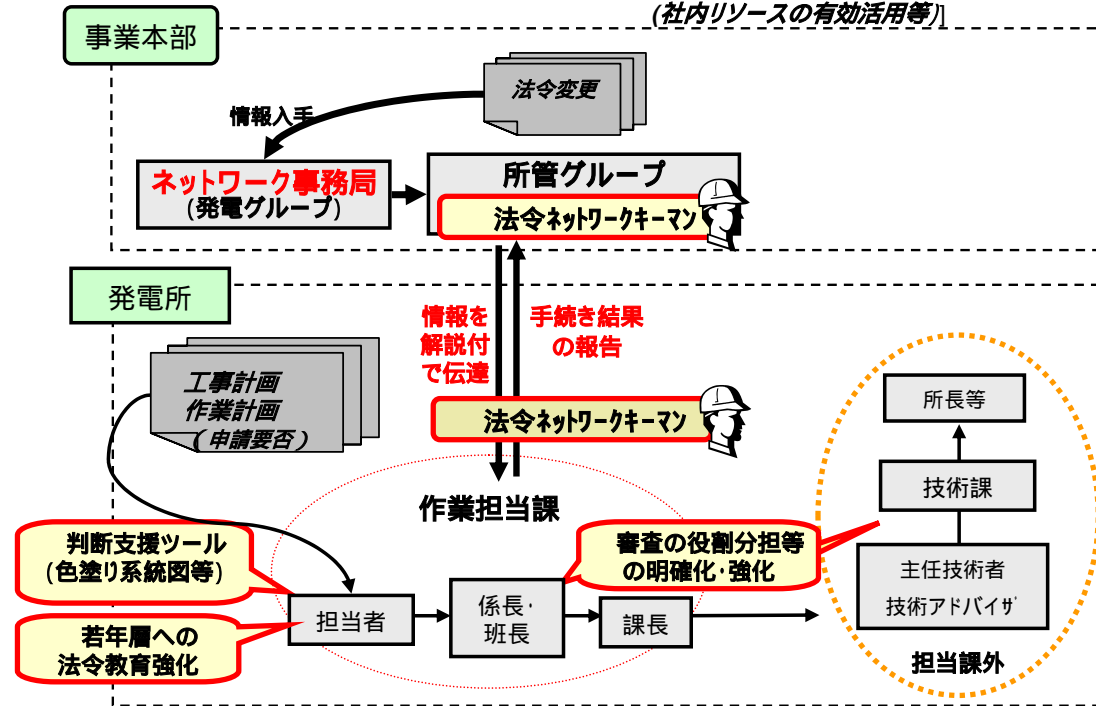 (社内リソースの有効活用等)]
事業本部
法令変更
情報入手
ネットワーク事務局
(発電グループ)
所管グループ
法令ネットワークキーマン
発電所
情報を
解説付
で伝達
手続き結果
の報告
工事計画
作業計画
(申請要否)
法令ネットワークキーマン
所長等
技術課
作業担当課
判断支援ツール
(色塗り系統図等)
審査の役割分担等
の明確化・強化
主任技術者
技術アドバイザ
担当者
係長・
班長
課長
若年層への
法令教育強化
担当課外